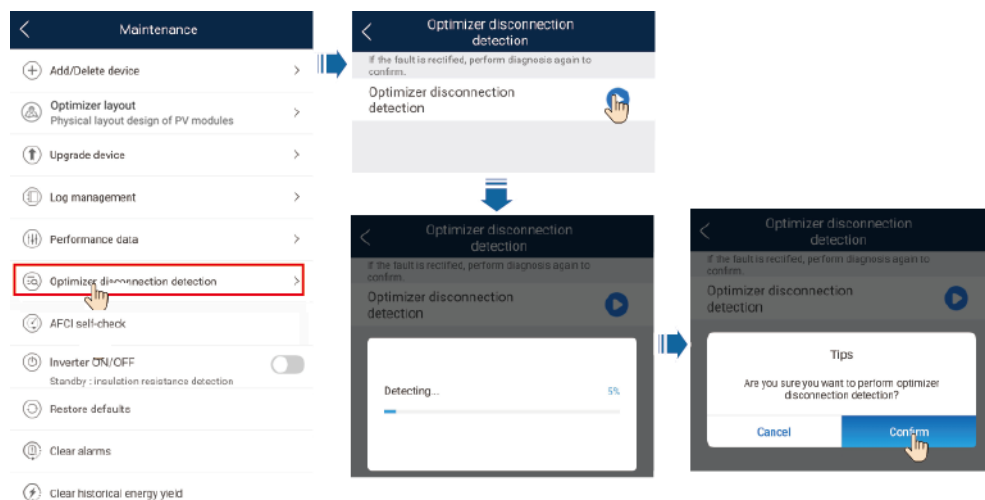 Maintenance
Add/Delete device
Optimizer layout
Physical layout design of PV modules
Upgrade device
Log management
Performance data
Optimizer disconnection detection
AFCI self-check
Inverter ON/OFF
Standby : insulation resistance detection
Restore defaults
Clear alarms
Clear historical energy yield
Optimizer disconnection
detection
If the fault is rectified, perform diagnosis again to
confirm.
Optimizer disconnection
detection
Optimizer disconnection
detection
If the fault is rectified, perform diagnosis again to
confirm.
Optimizer disconnection
detection
Detecting... 5%
Optimizer disconnection
detection
If the fault is rectified, perform diagnosis again to
confirm.
Optimizer disconnection
detection
Tips
Are you sure you want to perform optimizer
disconnection detection?
Cancel Confirm